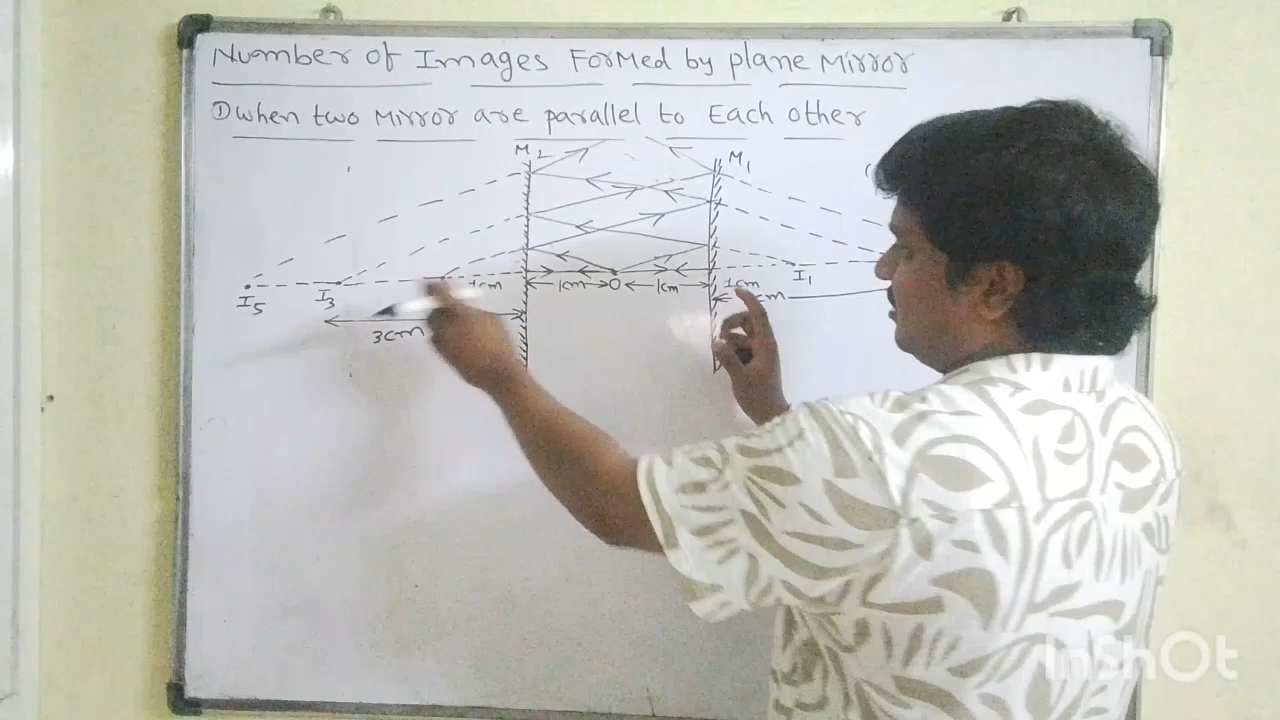 Number of Images Formed by plane Mirror
① when two Mirror are parallel to Each other
M2 M1
I5 I3 1cm 1cm O 1cm 1cm I1
3cm cm
InShOt